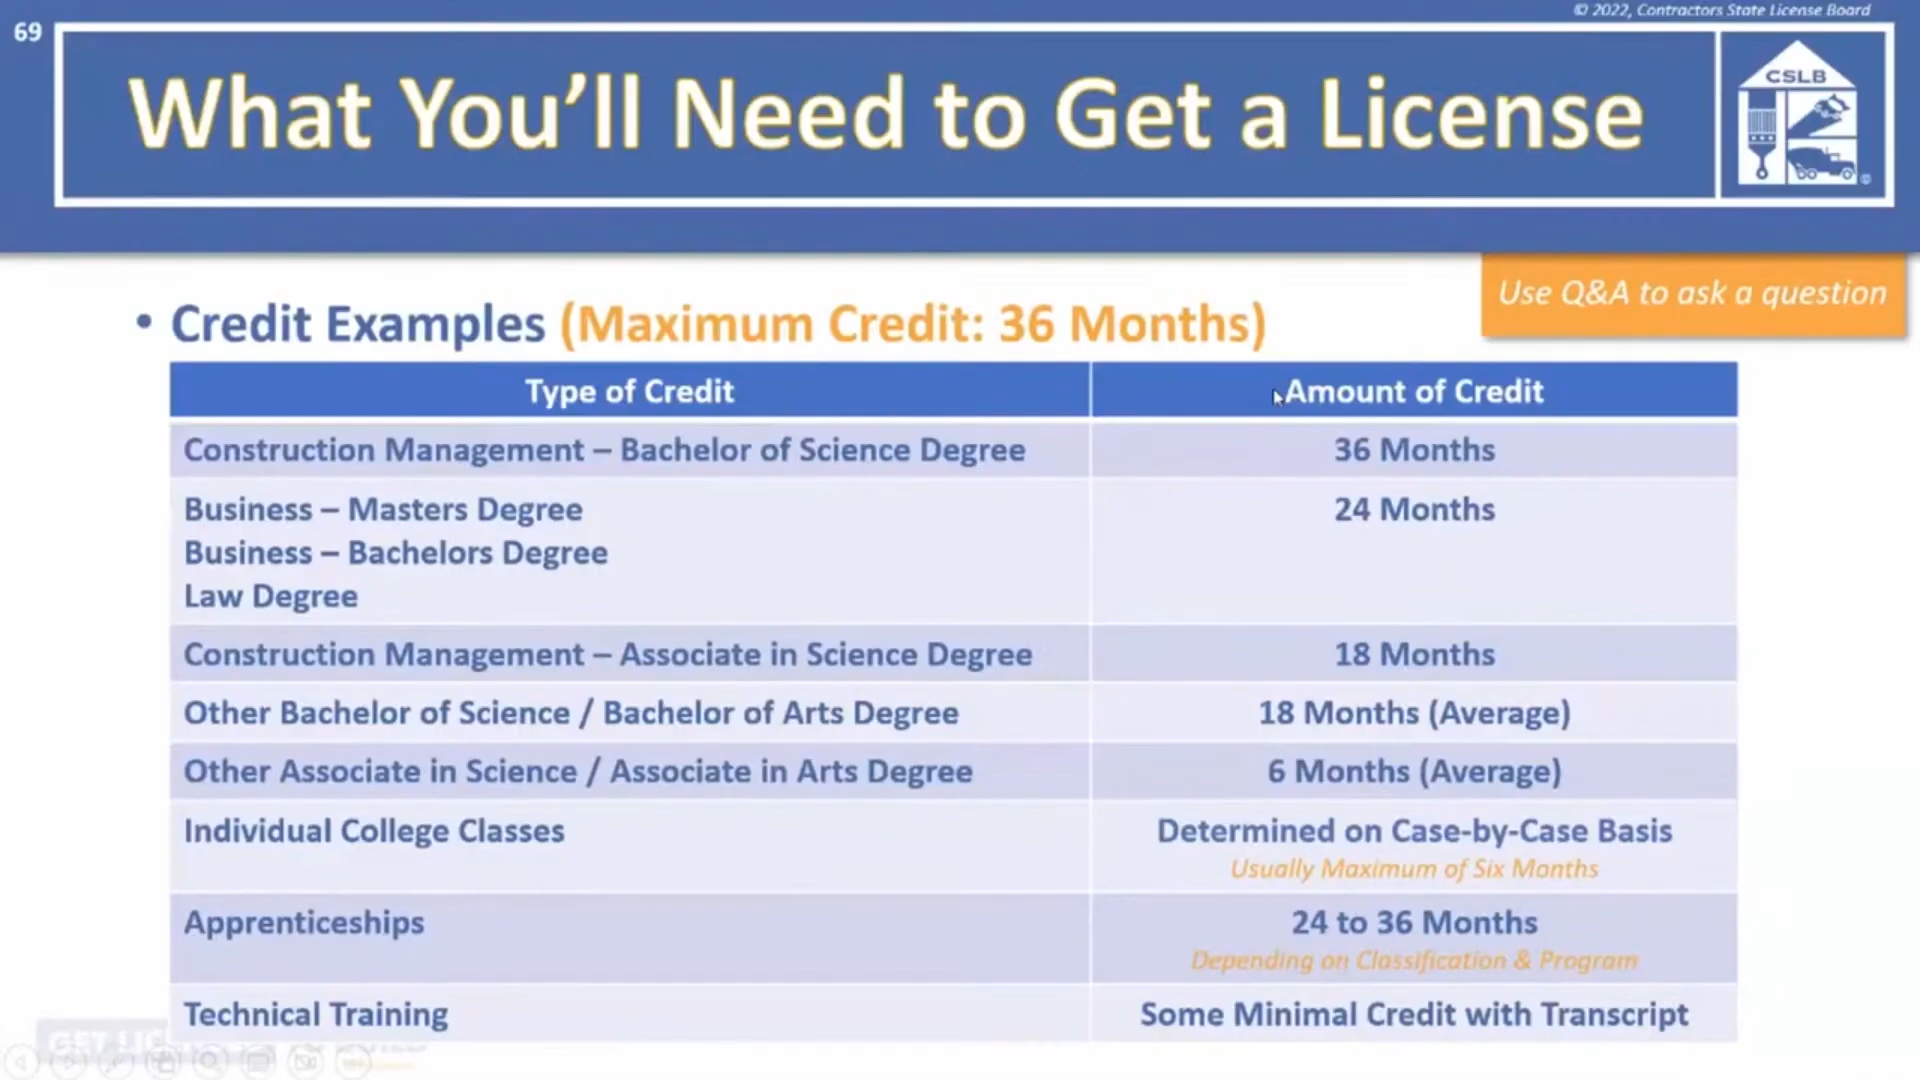 © 2022, Contractors State License Board
69
What You'll Need to Get a License
CSLB
Use Q&A to ask a question
• Credit Examples (Maximum Credit: 36 Months)
Type of Credit
Amount of Credit
Construction Management – Bachelor of Science Degree
36 Months
Business – Masters Degree
24 Months
Business – Bachelors Degree
Law Degree
Construction Management – Associate in Science Degree
18 Months
Other Bachelor of Science / Bachelor of Arts Degree
18 Months (Average)
Other Associate in Science / Associate in Arts Degree
6 Months (Average)
Individual College Classes
Determined on Case-by-Case Basis
Usually Maximum of Six Months
Apprenticeships
24 to 36 Months
Depending on Classification & Program
Technical Training
Some Minimal Credit with Transcript
GET